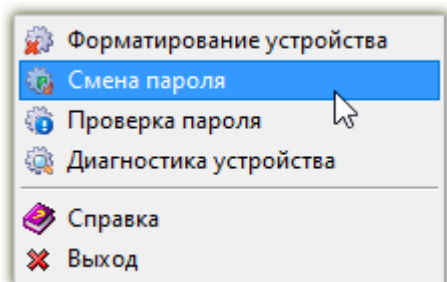 Форматирование устройства
Смена пароля
Проверка пароля
Диагностика устройства
Справка
Выход